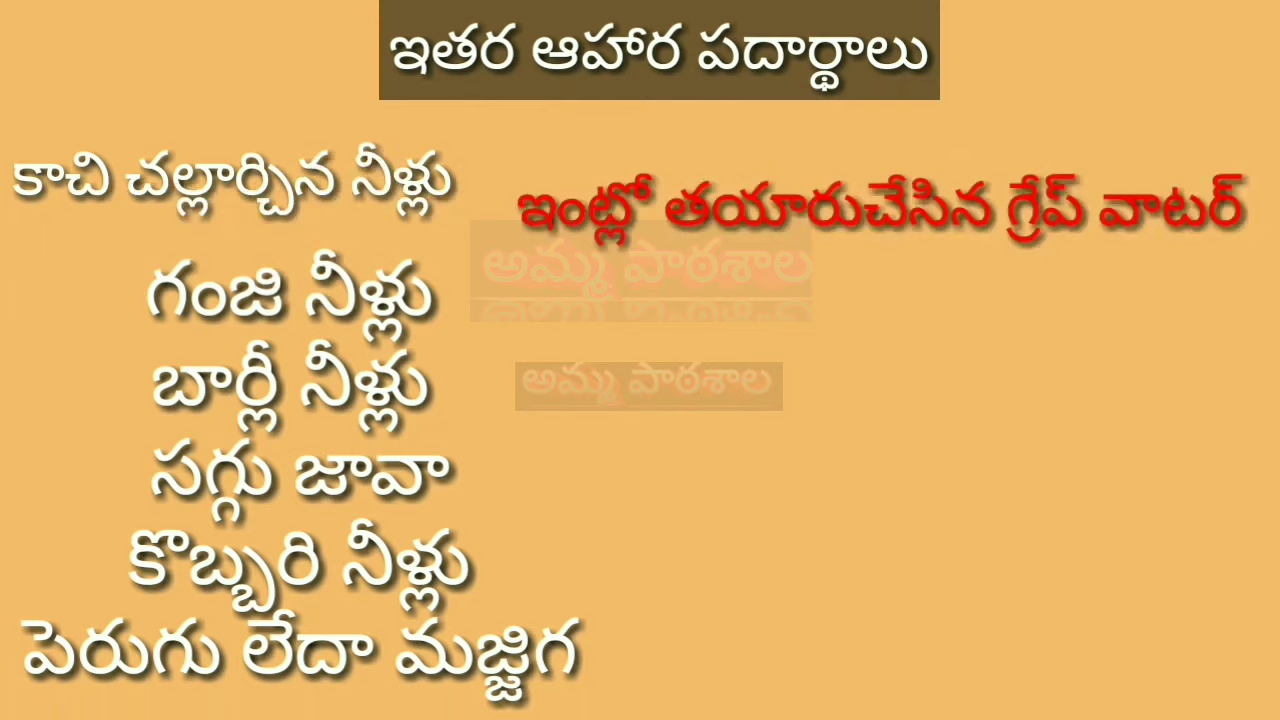 ఇతర ఆహార పదార్థాలు
కాచి చల్లార్చిన నీళ్లు
ఇంట్లో తయారుచేసిన గ్రేప్ వాటర్
అమ్మ పాఠశాల
గంజి నీళ్లు
బార్లీ నీళ్లు
అమ్మ పాఠశాల
సగ్గు జావా
కొబ్బరి నీళ్లు
పెరుగు లేదా మజ్జిగ